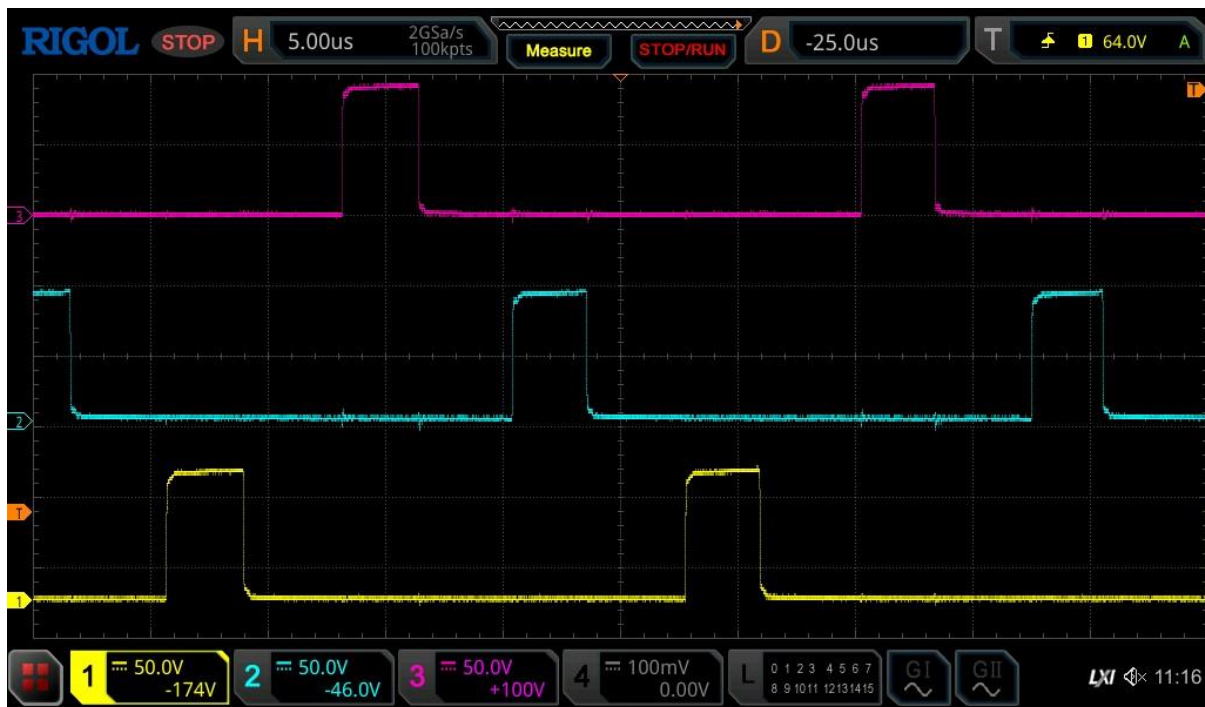 RIGOL STOP H 5.00us 2GSa/s 100kpts Measure STOP/RUN D -25.0us T 1 64.0V A
T
3
2
T
1
1 50.0V -174V 2 50.0V -46.0V 3 50.0V +100V 4 100mV 0.00V L 0 1 2 3 4 5 6 7 GI GII LXI 11:16
8 9 10 11 12 13 14 15